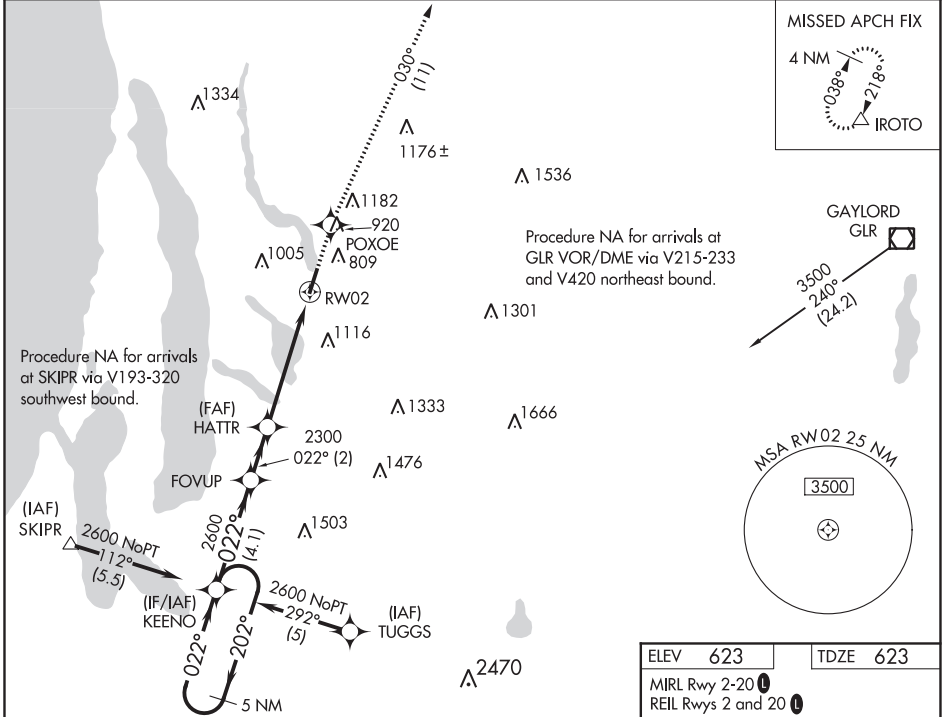 MISSED APCH FIX
4 NM
038°
218°
IROTO
030°
(11)
1334
1176 ±
1536
1182
920
POXOE
809
1005
RW02
1116
Procedure NA for arrivals at
GLR VOR/DME via V215-233
and V420 northeast bound.
GAYLORD
GLR
3500
240°
(24.2)
1301
Procedure NA for arrivals
at SKIPR via V193-320
southwest bound.
(FAF)
HATTR
1333
1666
2300
022° (2)
FOVUP
1476
MSA RW02 25 NM
3500
(IAF)
SKIPR
2600 NoPT
112°
(5.5)
2600
022°
(4.1)
1503
(IF/IAF)
KEENO
2600 NoPT
292°
(5)
(IAF)
TUGGS
022°
202°
5 NM
2470
ELEV 623
TDZE 623
MIRL Rwy 2-20 L
REIL Rwys 2 and 20 L